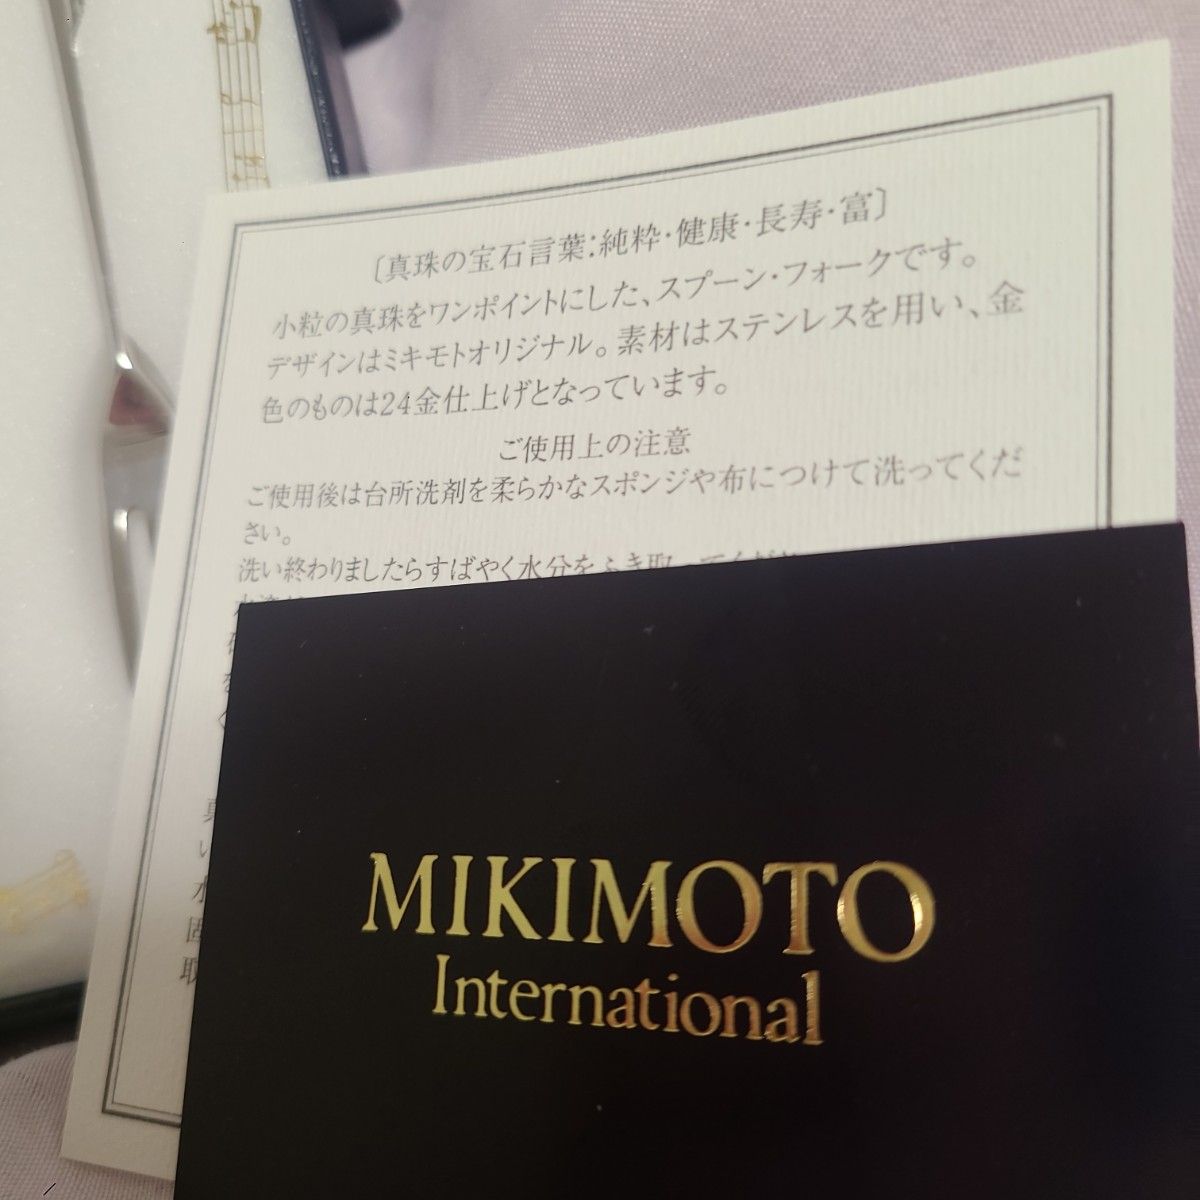 〔真珠の宝石言葉:純粋・健康・長寿・富〕
小粒の真珠をワンポイントにした、スプーン・フォークです。
デザインはミキモトオリジナル。素材はステンレスを用い、金
色のものは24金仕上げとなっています。
ご使用上の注意
ご使用後は台所洗剤を柔らかなスポンジや布につけて洗ってくだ
さい。
洗い終わりましたらすばやく水分をふき取って
MIKIMOTO
International